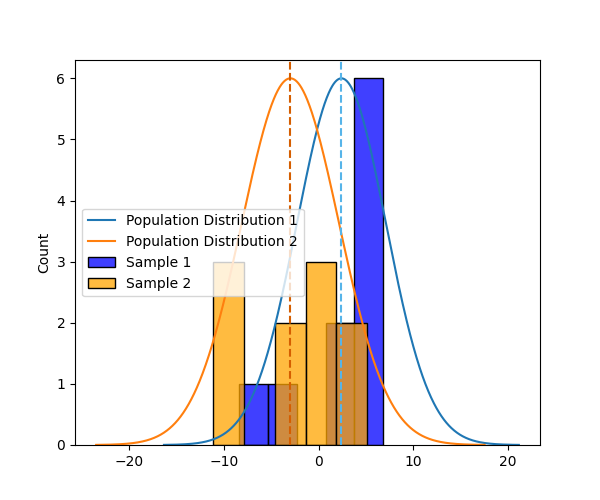 6
5
4
3
2
1
0
Count
Population Distribution 1
Population Distribution 2
Sample 1
Sample 2
−20
−10
0
10
20